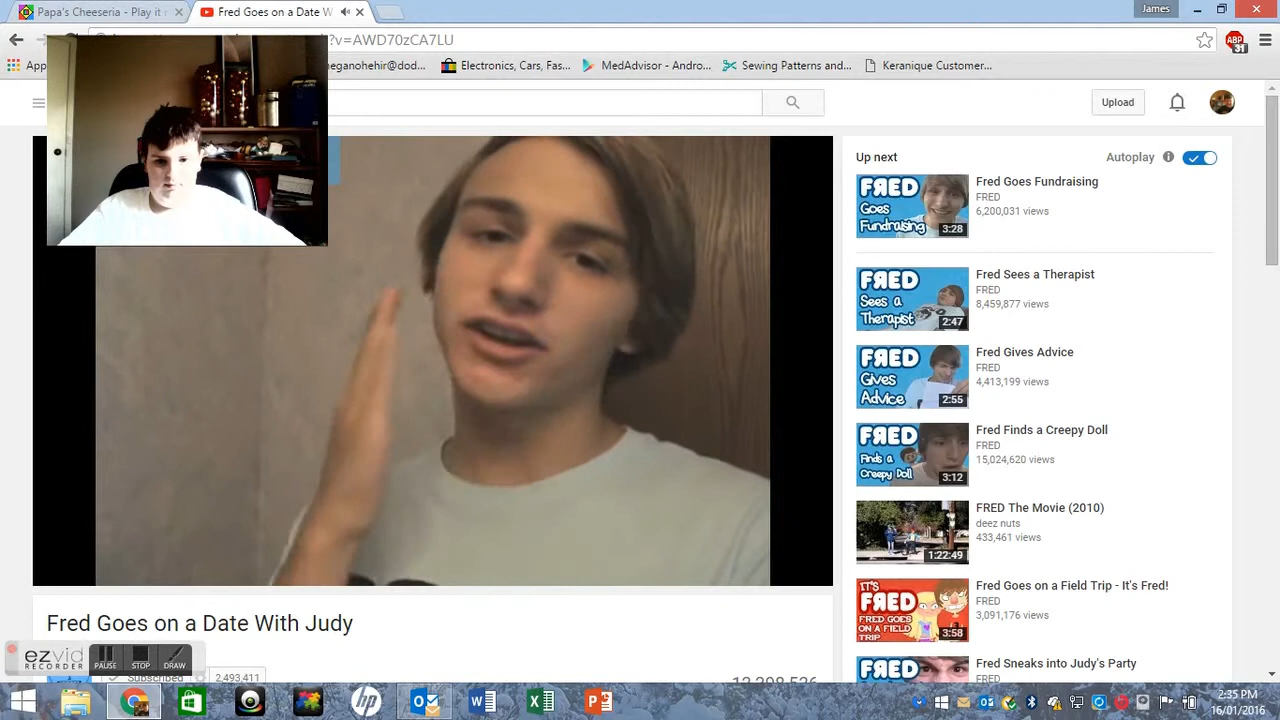 Papa's Cheeseria - Play it
Fred Goes on a Date W
James
?v=AWD70zCA7LU
ABP
31
App
neganohehir@dod...
Electronics, Cars, Fas...
MedAdvisor - Andro...
Sewing Patterns and...
Keranique Customer...
Upload
Up next
Autoplay
FRED Goes Fundraising
3:28
Fred Goes Fundraising
FRED
6,200,031 views
FRED Sees a Therapist
2:47
Fred Sees a Therapist
FRED
8,459,877 views
FRED Gives Advice
2:55
Fred Gives Advice
FRED
4,413,199 views
FRED Finds a Creepy Doll
3:12
Fred Finds a Creepy Doll
FRED
15,024,620 views
1:22:49
FRED The Movie (2010)
deez nuts
433,461 views
IT'S FRED FRED GOES ON A FIELD TRIP
3:58
Fred Goes on a Field Trip - It's Fred!
FRED
3,091,176 views
FRED
Fred Sneaks into Judy's Party
FRED
Fred Goes on a Date With Judy
ezvid
RECORDER
PAUSE
STOP
DRAW
Subscribed
2,493,411
hp
2:35 PM
16/01/2016